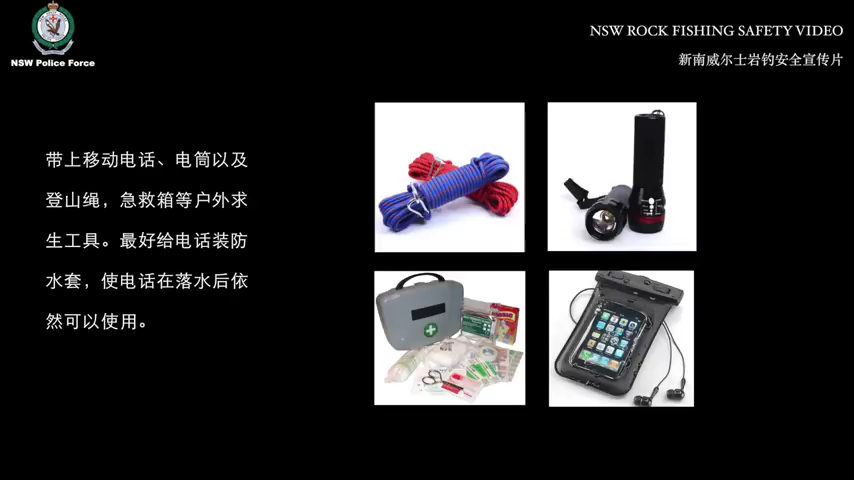 NSW Police Force
NSW ROCK FISHING SAFETY VIDEO
新南威尔士岩钓安全宣传片
带上移动电话、电筒以及
登山绳，急救箱等户外求
生工具。最好给电话装防
水套，使电话在落水后依
然可以使用。